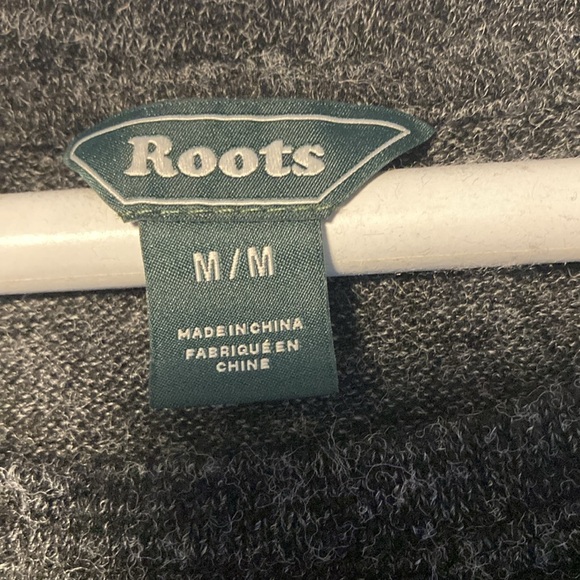 Roots
M/M
MADE IN CHINA
FABRIQUÉ EN
CHINE